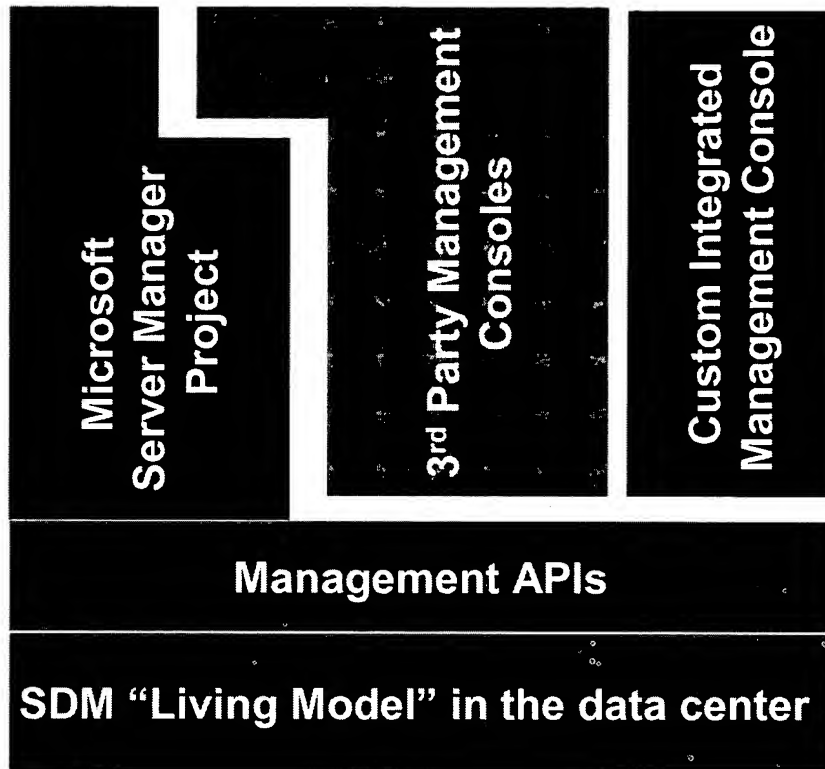 Microsoft
Server Manager
Project
3rd Party Management
Consoles
Custom Integrated
Management Console
Management APIs
SDM “Living Model” in the data center